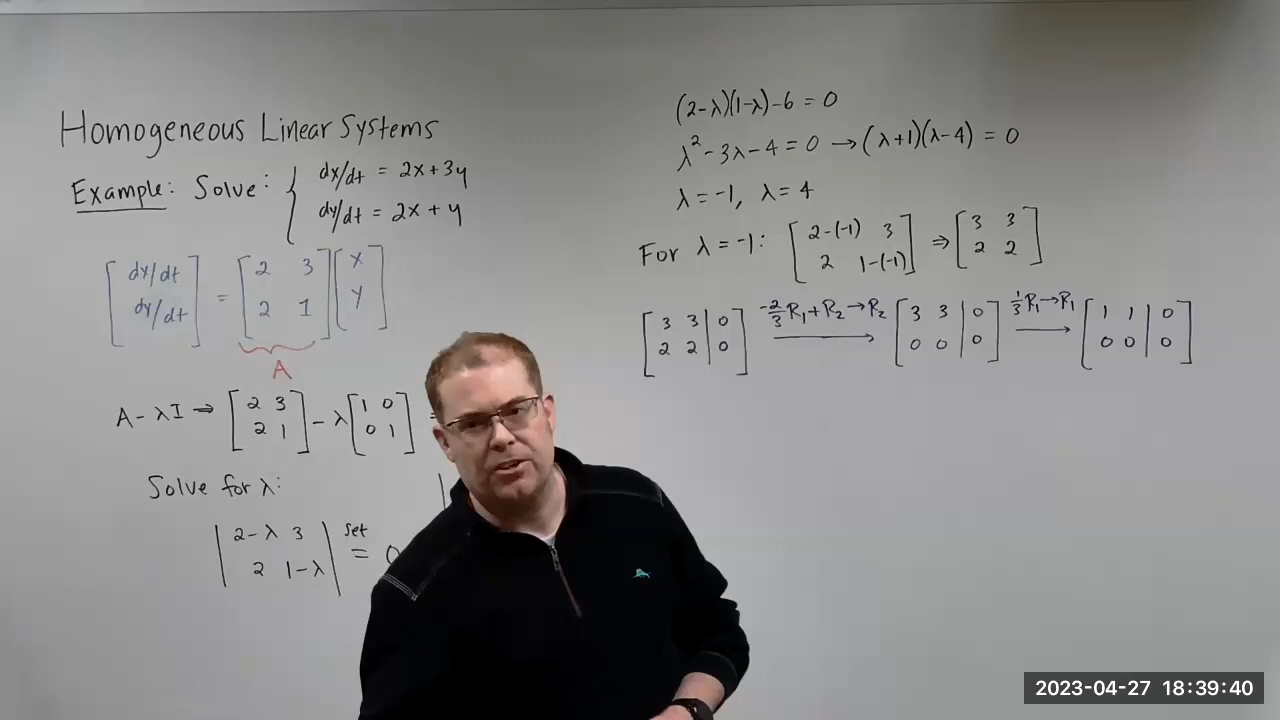 Homogeneous Linear Systems
Example: Solve: { dx/dt = 2x+3y
dy/dt = 2x + y
[dx/dt
dy/dt] = [2 3
2 1] [x
y]
A
A - λI ⇒ [2 3
2 1] - λ [1 0
0 1] =
Solve for λ:
|2-λ 3
2 1-λ| set = 0
(2-λ)(1-λ)-6 = 0
λ² - 3λ - 4 = 0 → (λ+1)(λ-4) = 0
λ = -1, λ = 4
For λ = -1: [2-(-1) 3
2 1-(-1)] ⇒ [3 3
2 2]
[3 3 | 0
2 2 | 0] -2/3 R₁ + R₂ → R₂ [3 3 | 0
0 0 | 0] 1/3 R₁ → R₁ [1 1 | 0
0 0 | 0]
2023-04-27 18:39:40